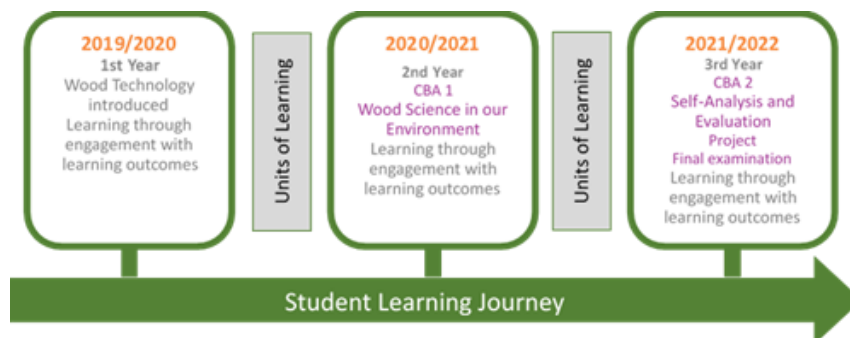 2019/2020
1st Year
Wood Technology
introduced
Learning through
engagement with
learning outcomes
Units of Learning
2020/2021
2nd Year
CBA 1
Wood Science in our
Environment
Learning through
engagement with
learning outcomes
Units of Learning
2021/2022
3rd Year
CBA 2
Self-Analysis and
Evaluation
Project
Final examination
Learning through
engagement with
learning outcomes
Student Learning Journey